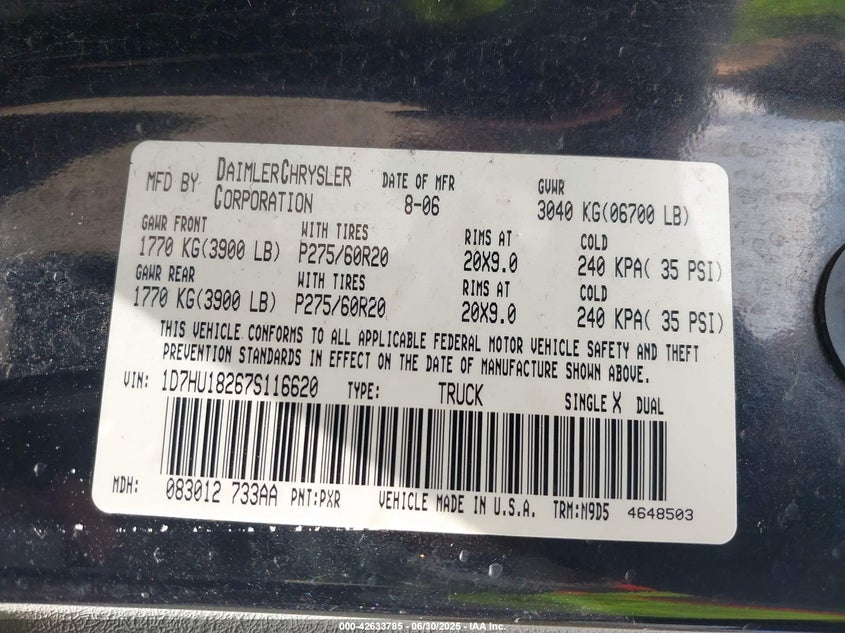 MFD BY DAIMLERCHRYSLER CORPORATION DATE OF MFR 8-06 GVWR 3040 KG(06700 LB)
GAWR FRONT WITH TIRES RIMS AT COLD
1770 KG(3900 LB) P275/60R20 20X9.0 240 KPA( 35 PSI)
GAWR REAR WITH TIRES RIMS AT COLD
1770 KG(3900 LB) P275/60R20 20X9.0 240 KPA( 35 PSI)
THIS VEHICLE CONFORMS TO ALL APPLICABLE FEDERAL MOTOR VEHICLE SAFETY AND THEFT
PREVENTION STANDARDS IN EFFECT ON THE DATE OF MANUFACTURE SHOWN ABOVE.
VIN: 1D7HU18267S116620 TYPE: TRUCK SINGLE X DUAL
MDH: 083012 733AA PNT:PXR VEHICLE MADE IN U.S.A. TRM:M9D5 4648503
000-42633785 - 06/30/2025 - IAA Inc.